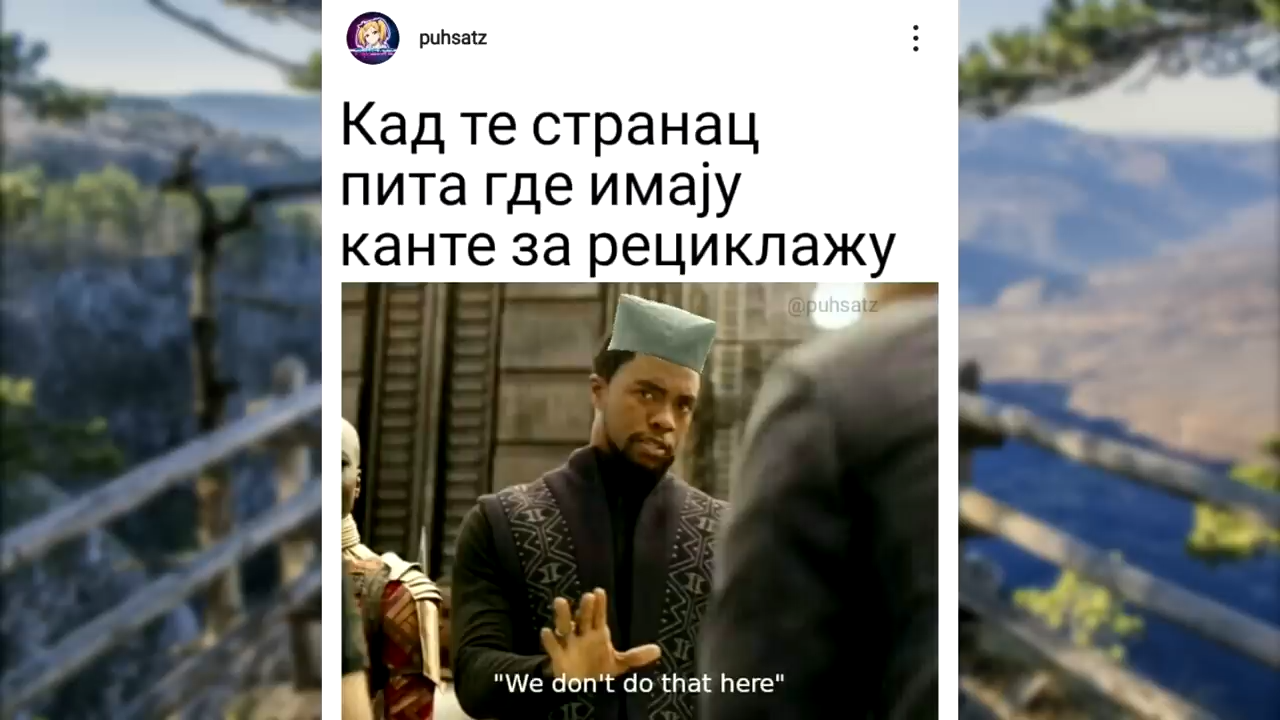 puhsatz
Кад те странац
пита где имају
канте за рециклажу
@puhsatz
"We don't do that here"